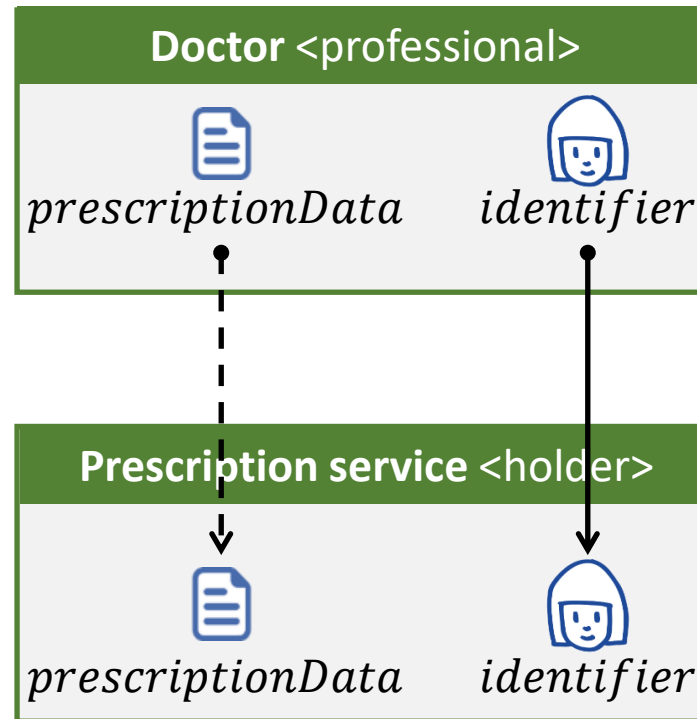 Doctor <professional>
prescriptionData identifier
Prescription service <holder>
prescriptionData identifier